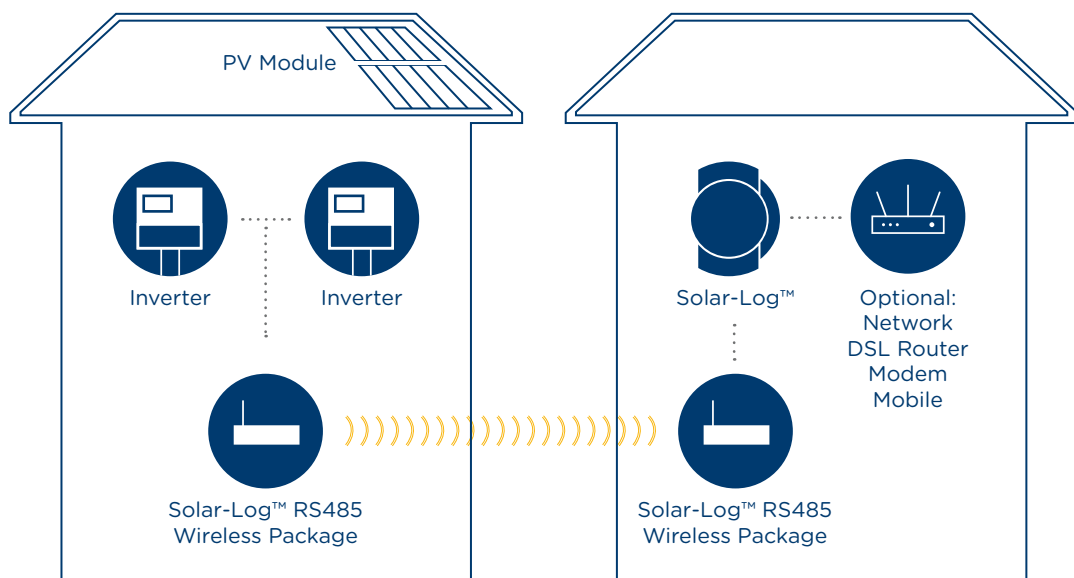 PV Module
Inverter
Inverter
Solar-Log™ RS485
Wireless Package
Solar-Log™
Optional:
Network
DSL Router
Modem
Mobile
Solar-Log™ RS485
Wireless Package